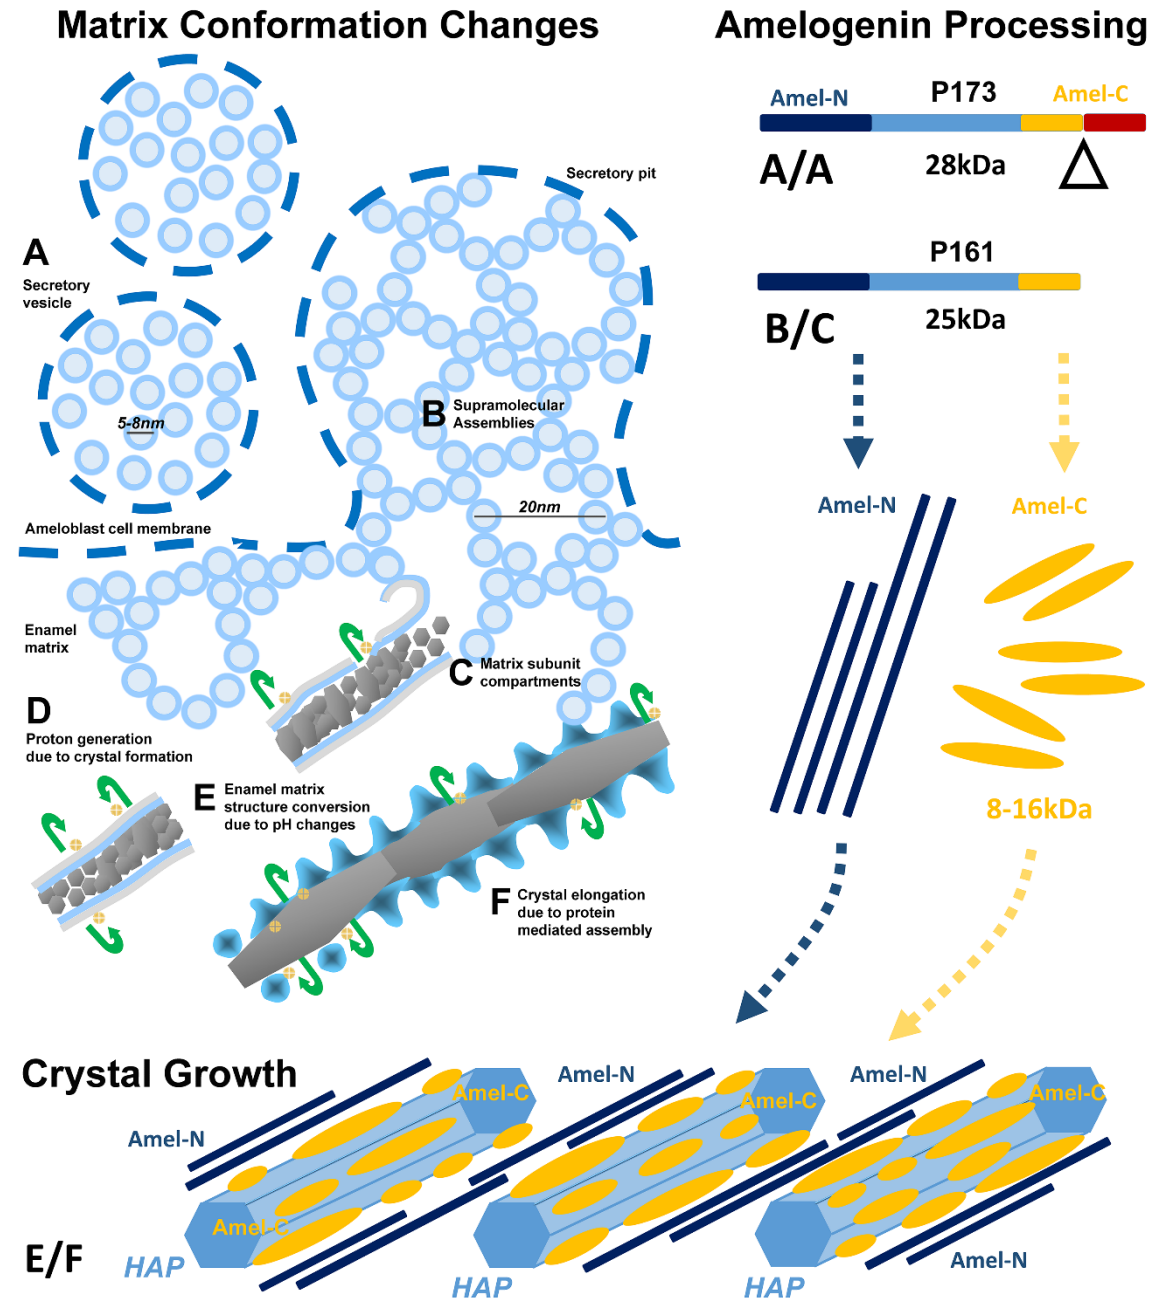 Matrix Conformation Changes
Amelogenin Processing
Amel-N
P173
Amel-C
A/A
28kDa
P161
B/C
25kDa
Secretory pit
A
Secretory
vesicle
5-8nm
B
Supramolecular
Assemblies
20nm
Ameloblast cell membrane
Enamel
matrix
C
Matrix subunit
compartments
D
Proton generation
due to crystal formation
E
Enamel matrix
structure conversion
due to pH changes
F
Crystal elongation
due to protein
mediated assembly
Amel-N
Amel-C
8-16kDa
Crystal Growth
Amel-N
Amel-C
Amel-C
HAP
Amel-N
Amel-C
HAP
Amel-N
Amel-C
HAP
Amel-N
E/F